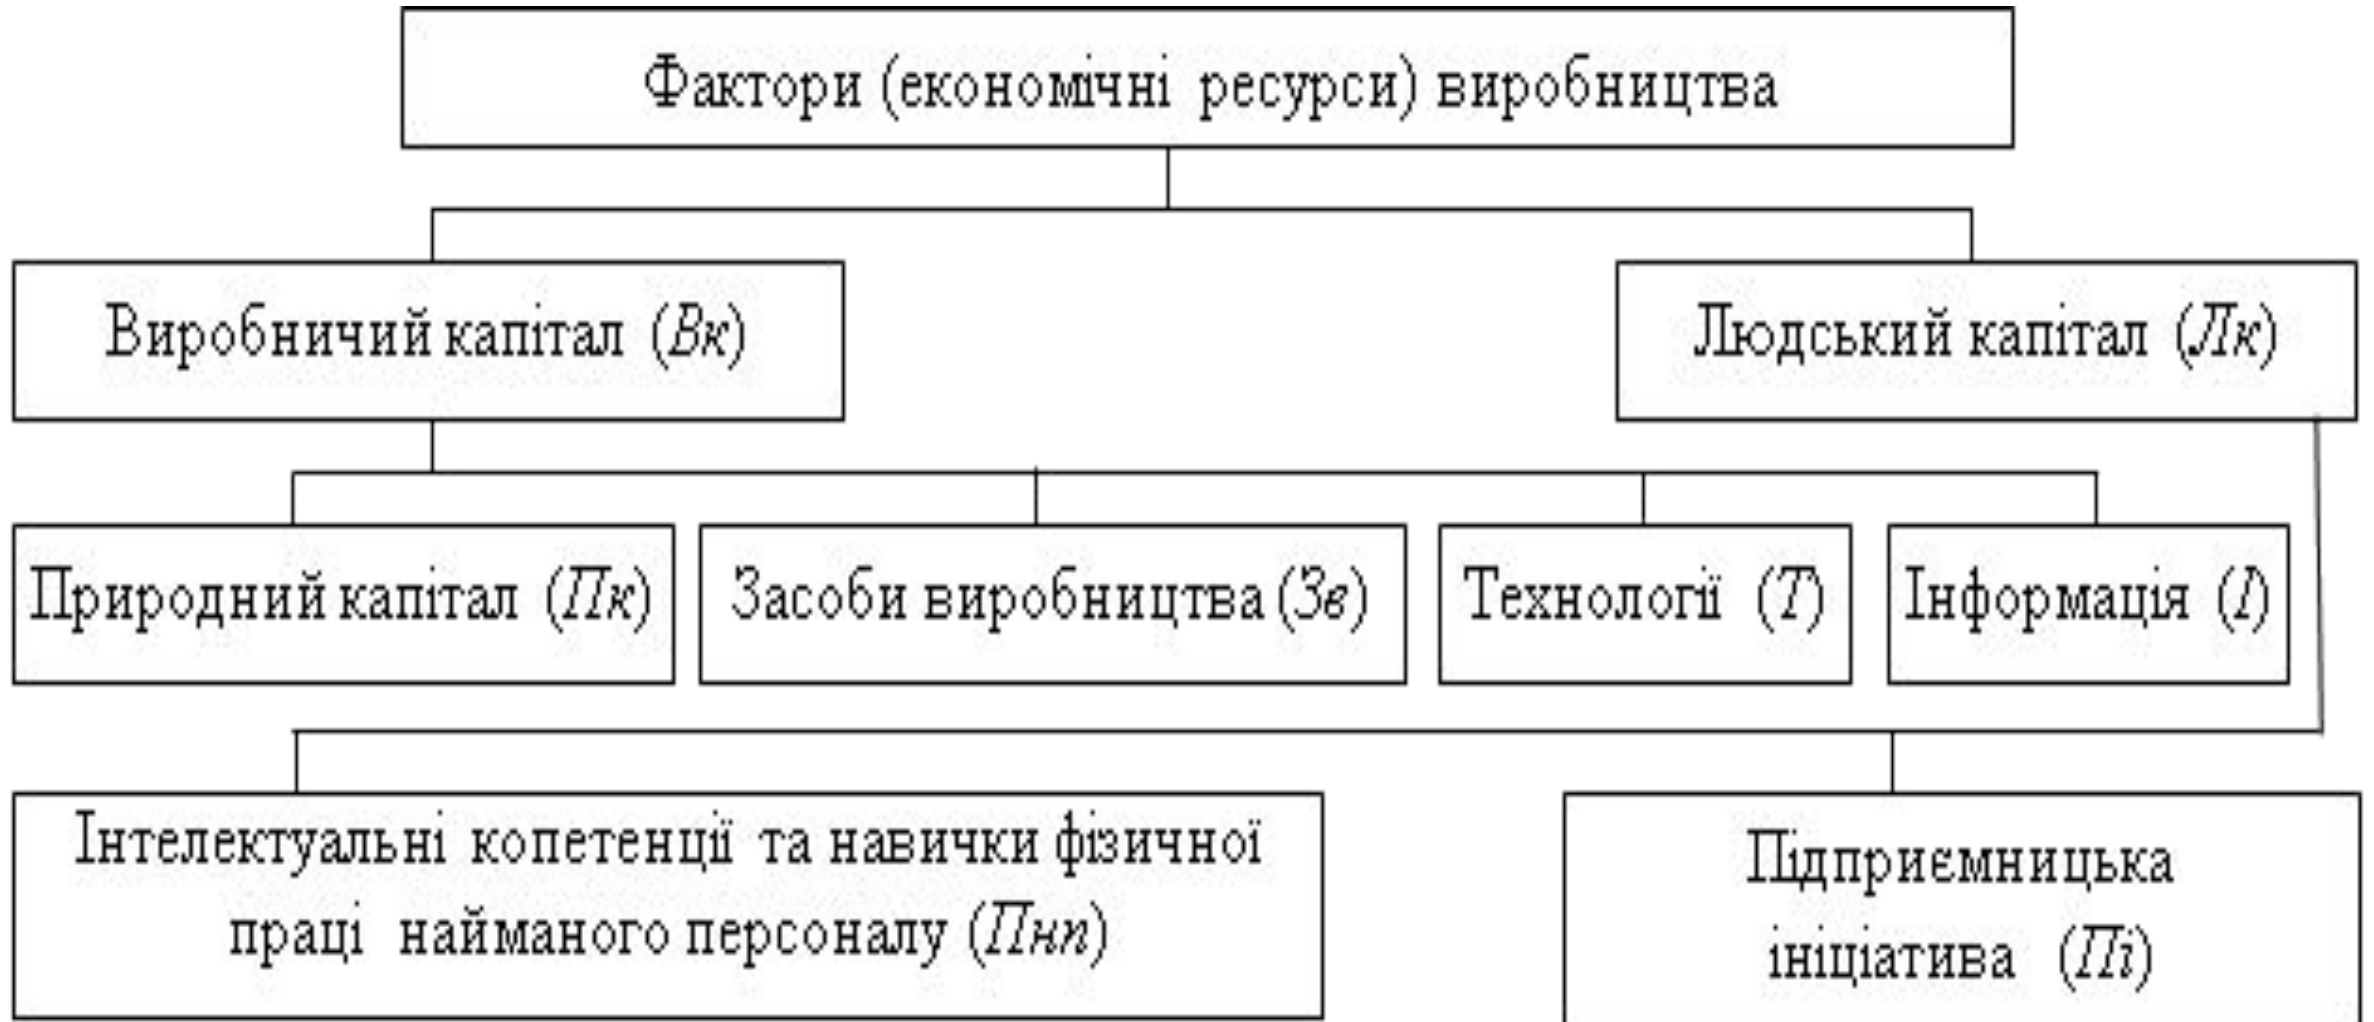 Фактори (економічні ресурси) виробництва
Виробничий капітал (Вк)
Людський капітал (Лк)
Природний капітал (Пк)
Засоби виробництва (Зв)
Технології (Т)
Інформація (І)
Інтелектуальні копетенції та навички фізичної
праці найманого персоналу (Пнп)
Підприємницька
ініціатива (Пі)